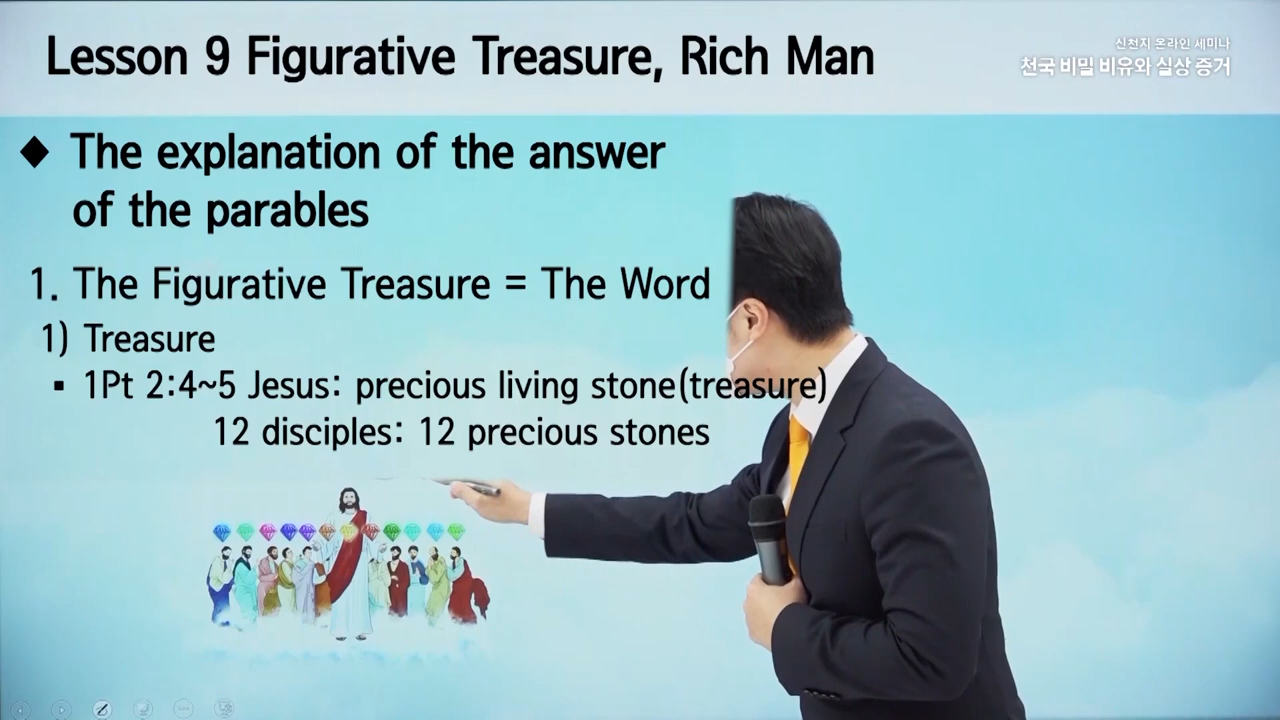 Lesson 9 Figurative Treasure, Rich Man
신천지 온라인 세미나
천국 비밀 비유와 실상 증거
◆ The explanation of the answer
of the parables
1. The Figurative Treasure = The Word
1) Treasure
▪ 1Pt 2:4~5 Jesus: precious living stone(treasure)
12 disciples: 12 precious stones